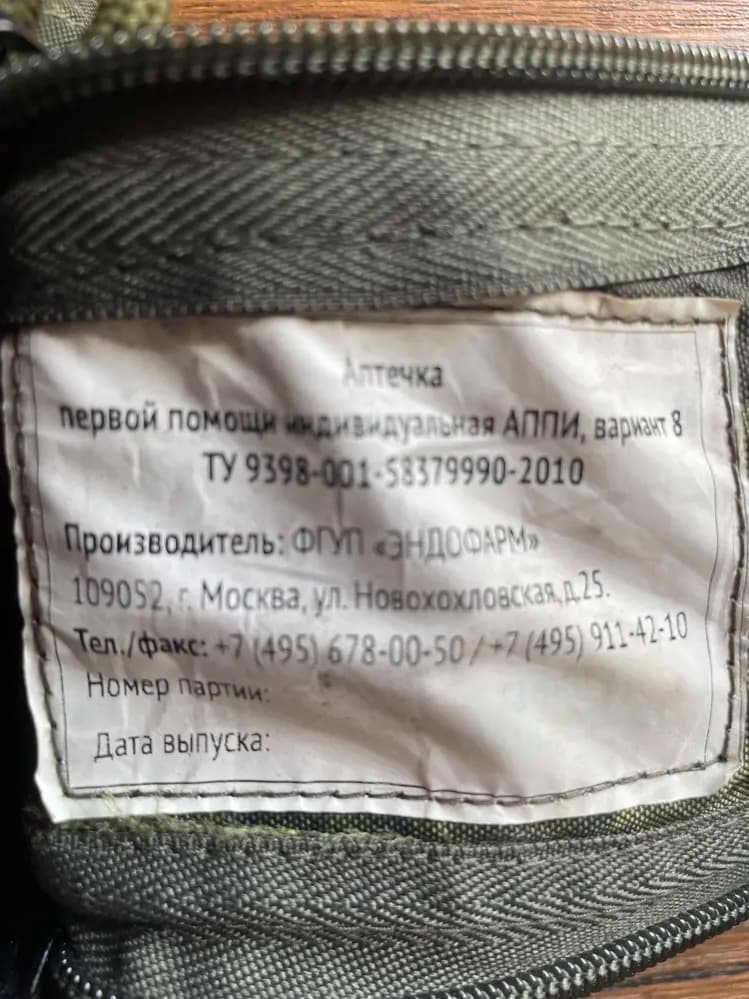 Аптечка
первой помощи индивидуальная АППИ, вариант 8
ТУ 9398-001-58379990-2010
Производитель: ФГУП «ЭНДОФАРМ»
109052, г. Москва, ул. Новохохловская,д.25.
Тел./факс: +7 (495) 678-00-50 / +7 (495) 911-42-10
Номер партии:
Дата выпуска: